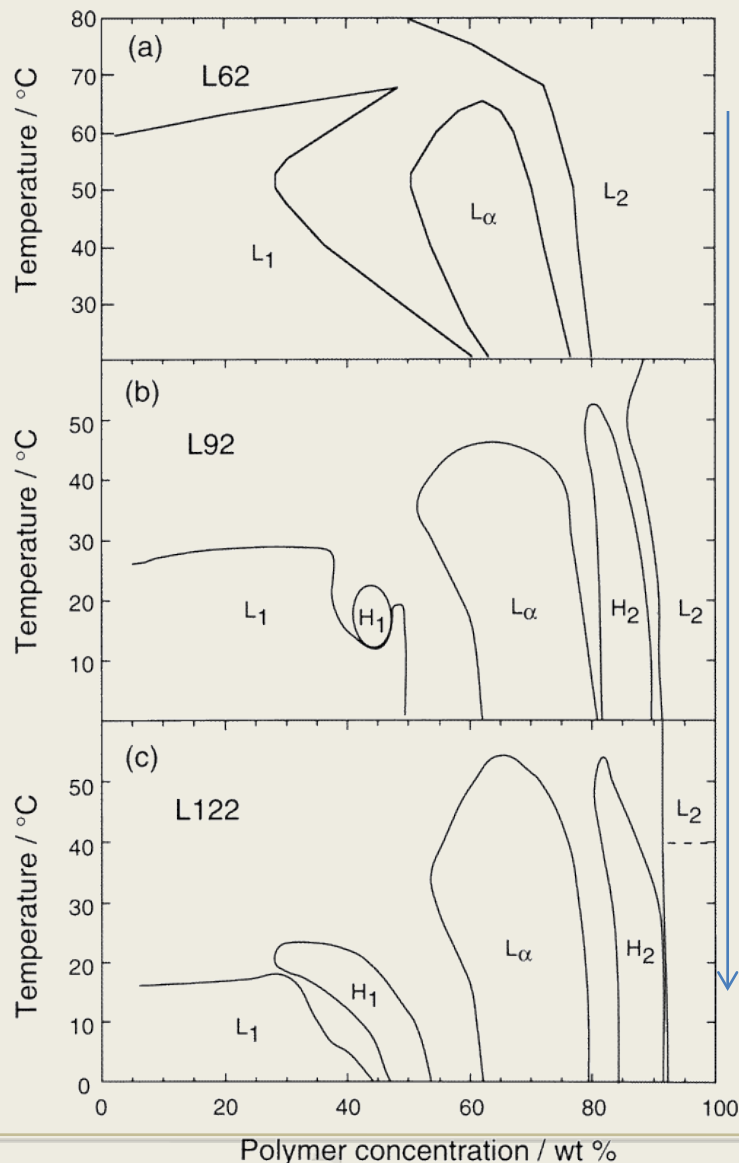 80
(a)
L62
70
60
50
40
30
Temperature / °C
L₁
Lα
L₂
(b)
L92
50
40
30
20
10
Temperature / °C
L₁
H₁
Lα
H₂
L₂
(c)
L122
50
40
30
20
10
0
Temperature / °C
L₁
H₁
Lα
H₂
L₂
0
20
40
60
80
100
Polymer concentration / wt %